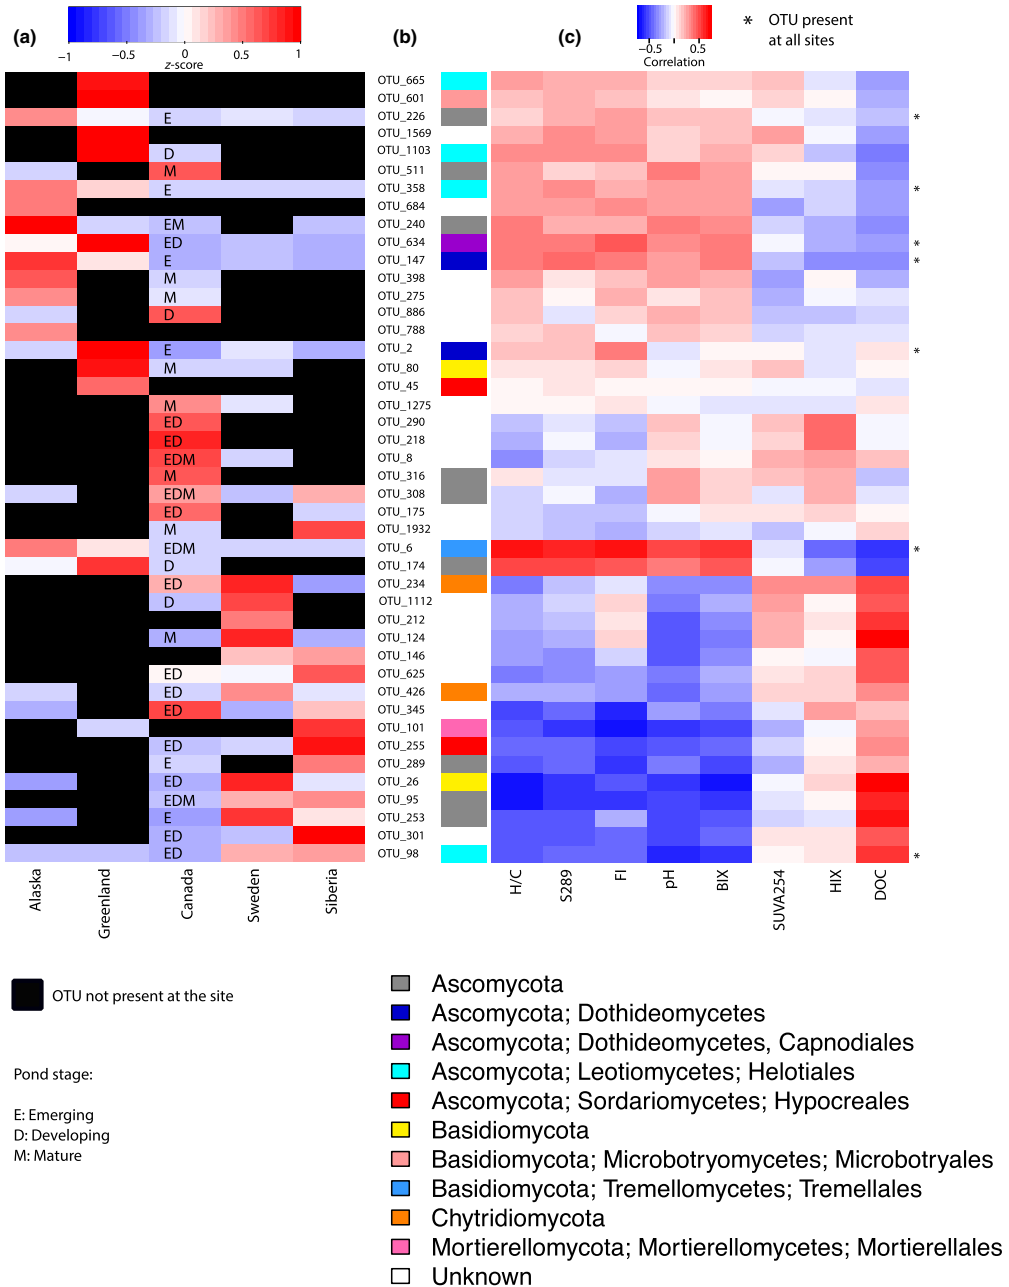 (a)
−1
−0.5
0
0.5
1
z-score
(b)
(c)
−0.5
0.5
Correlation
* OTU present
at all sites
OTU_665
OTU_601
E OTU_226 *
OTU_1569
D OTU_1103
M OTU_511
E OTU_358 *
OTU_684
EM OTU_240
ED OTU_634 *
E OTU_147 *
M OTU_398
M OTU_275
D OTU_886
OTU_788
E OTU_2 *
M OTU_80
OTU_45
M OTU_1275
ED OTU_290
ED OTU_218
EDM OTU_8
M OTU_316
EDM OTU_308
ED OTU_175
M OTU_1932
EDM OTU_6 *
D OTU_174
ED OTU_234
D OTU_1112
OTU_212
M OTU_124
OTU_146
ED OTU_625
ED OTU_426
ED OTU_345
OTU_101
ED OTU_255
E OTU_289
ED OTU_26
EDM OTU_95
E OTU_253
ED OTU_301
ED OTU_98 *
Alaska
Greenland
Canada
Sweden
Siberia
H/C
S289
FI
pH
BIX
SUVA254
HIX
DOC
OTU not present at the site
Pond stage:
E: Emerging
D: Developing
M: Mature
Ascomycota
Ascomycota; Dothideomycetes
Ascomycota; Dothideomycetes, Capnodiales
Ascomycota; Leotiomycetes; Helotiales
Ascomycota; Sordariomycetes; Hypocreales
Basidiomycota
Basidiomycota; Microbotryomycetes; Microbotryales
Basidiomycota; Tremellomycetes; Tremellales
Chytridiomycota
Mortierellomycota; Mortierellomycetes; Mortierellales
Unknown